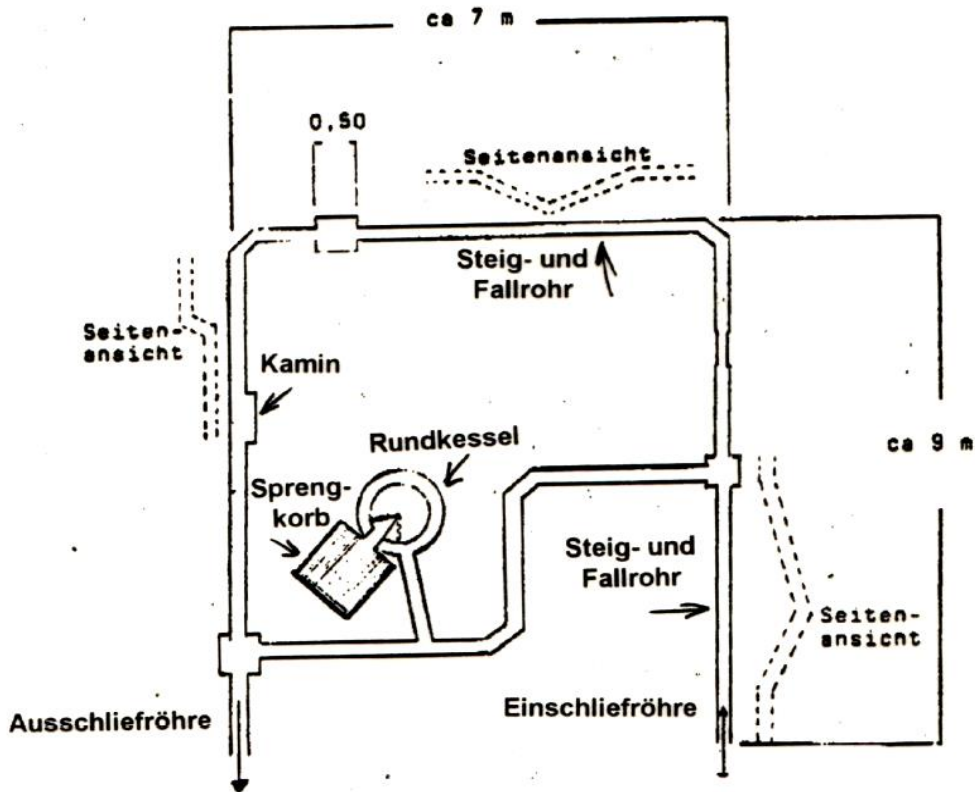 ca 7 m
0,50
Seitenansicht
Steig- und
Fallrohr
Seiten-
ansicht
Kamin
Rundkessel
ca 9 m
Spreng-
korb
Steig- und
Fallrohr
Seiten-
ansicht
Ausschliefröhre
Einschliefröhre